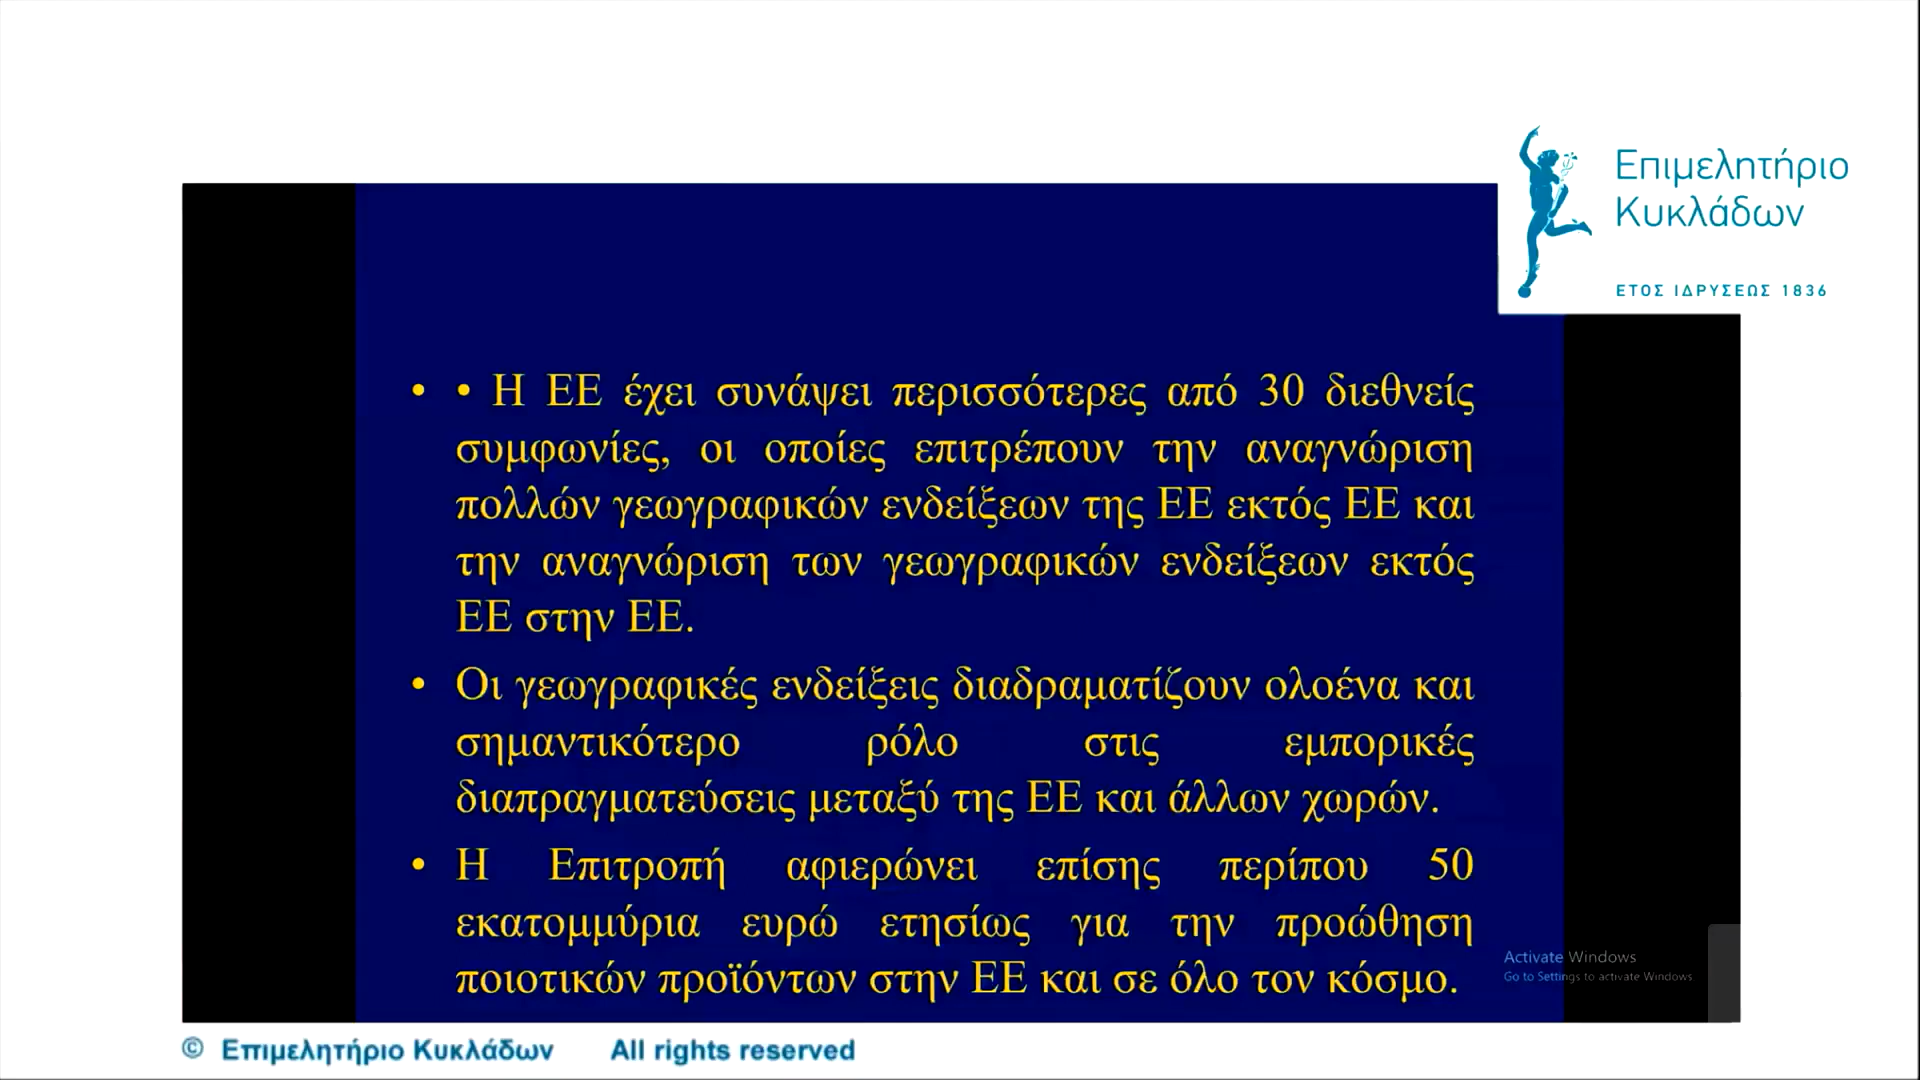 Επιμελητήριο
Κυκλάδων
ΕΤΟΣ ΙΔΡΥΣΕΩΣ 1836
• • Η ΕΕ έχει συνάψει περισσότερες από 30 διεθνείς
συμφωνίες, οι οποίες επιτρέπουν την αναγνώριση
πολλών γεωγραφικών ενδείξεων της ΕΕ εκτός ΕΕ και
την αναγνώριση των γεωγραφικών ενδείξεων εκτός
ΕΕ στην ΕΕ.
• Οι γεωγραφικές ενδείξεις διαδραματίζουν ολοένα και
σημαντικότερο ρόλο στις εμπορικές
διαπραγματεύσεις μεταξύ της ΕΕ και άλλων χωρών.
• Η Επιτροπή αφιερώνει επίσης περίπου 50
εκατομμύρια ευρώ ετησίως για την προώθηση
ποιοτικών προϊόντων στην ΕΕ και σε όλο τον κόσμο.
Activate Windows
Go to Settings to activate Windows
© Επιμελητήριο Κυκλάδων All rights reserved